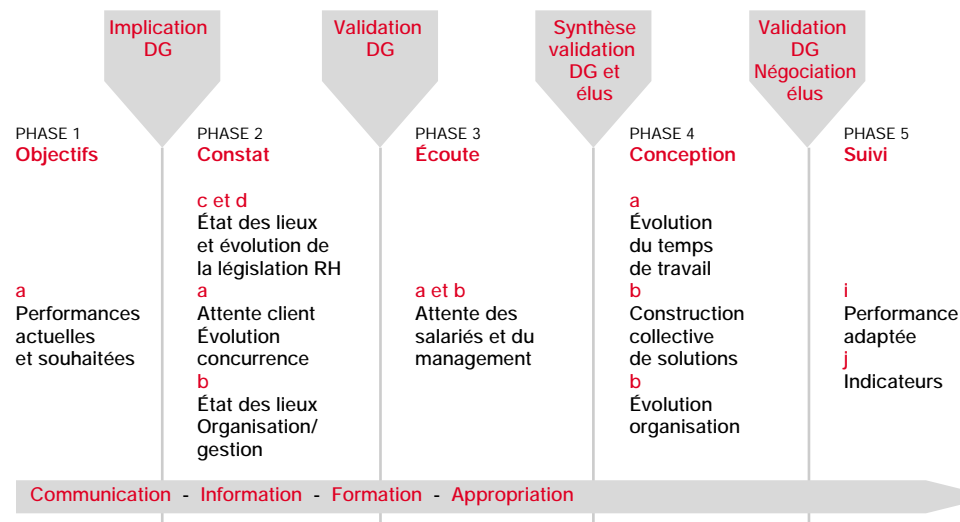 Implication
DG
Validation
DG
Synthèse
validation
DG et
élus
Validation
DG
Négociation
élus
PHASE 1
Objectifs
a
Performances
actuelles
et souhaitées
PHASE 2
Constat
c et d
État des lieux
et évolution de
la législation RH
a
Attente client
Évolution
concurrence
b
État des lieux
Organisation/
gestion
PHASE 3
Écoute
a et b
Attente des
salariés et du
management
PHASE 4
Conception
a
Évolution
du temps
de travail
b
Construction
collective
de solutions
b
Évolution
organisation
PHASE 5
Suivi
i
Performance
adaptée
j
Indicateurs
Communication - Information - Formation - Appropriation